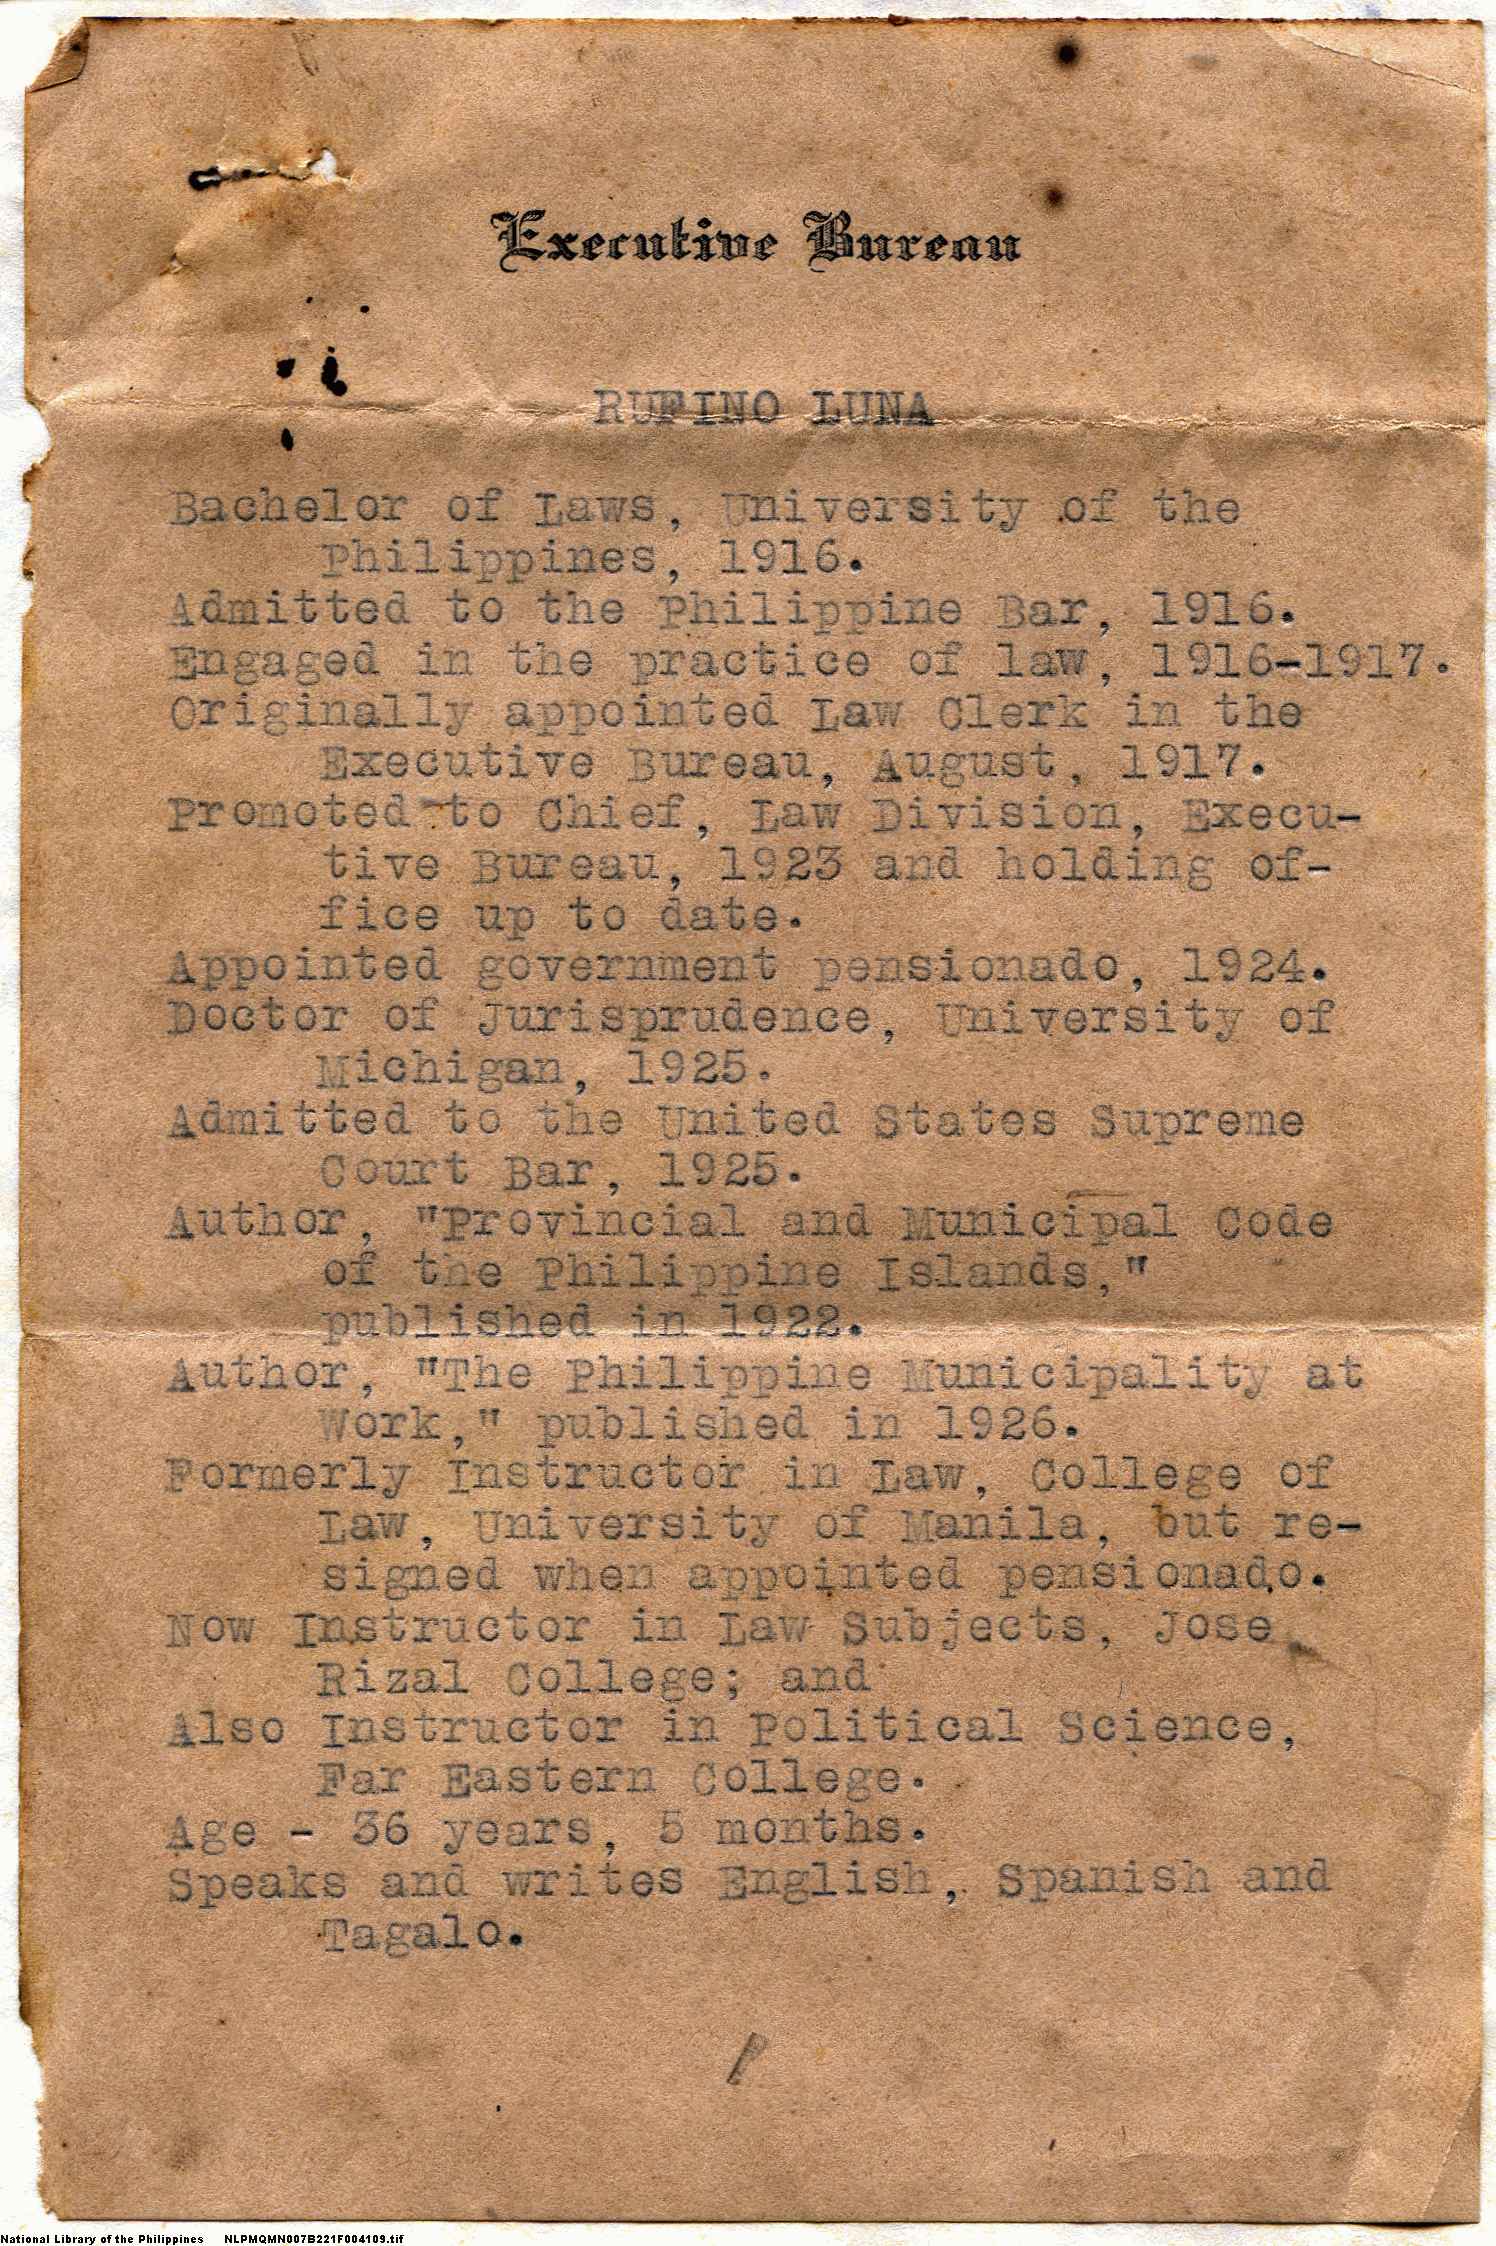 Executive Bureau
RUFINO LUNA
Bachelor of Laws, University of the
Philippines, 1916.
Admitted to the Philippine Bar, 1916.
Engaged in the practice of law, 1916-1917.
Originally appointed Law Clerk in the
Executive Bureau, August, 1917.
Promoted to Chief, Law Division, Execu-
tive Bureau, 1923 and holding of-
fice up to date.
Appointed government pensionado, 1924.
Doctor of Jurisprudence, University of
Michigan, 1925.
Admitted to the United States Supreme
Court Bar, 1925.
Author, "Provincial and Municipal Code
of the Philippine Islands,"
published in 1922.
Author, "The Philippine Municipality at
Work," published in 1926.
Formerly Instructor in Law, College of
Law, University of Manila, but re-
signed when appointed pensionado.
Now Instructor in Law Subjects, Jose
Rizal College; and
Also Instructor in Political Science,
Far Eastern College.
Age - 36 years, 5 months.
Speaks and writes English, Spanish and
Tagalo.
National Library of the Philippines NLPMQMN007B221F004109.tif